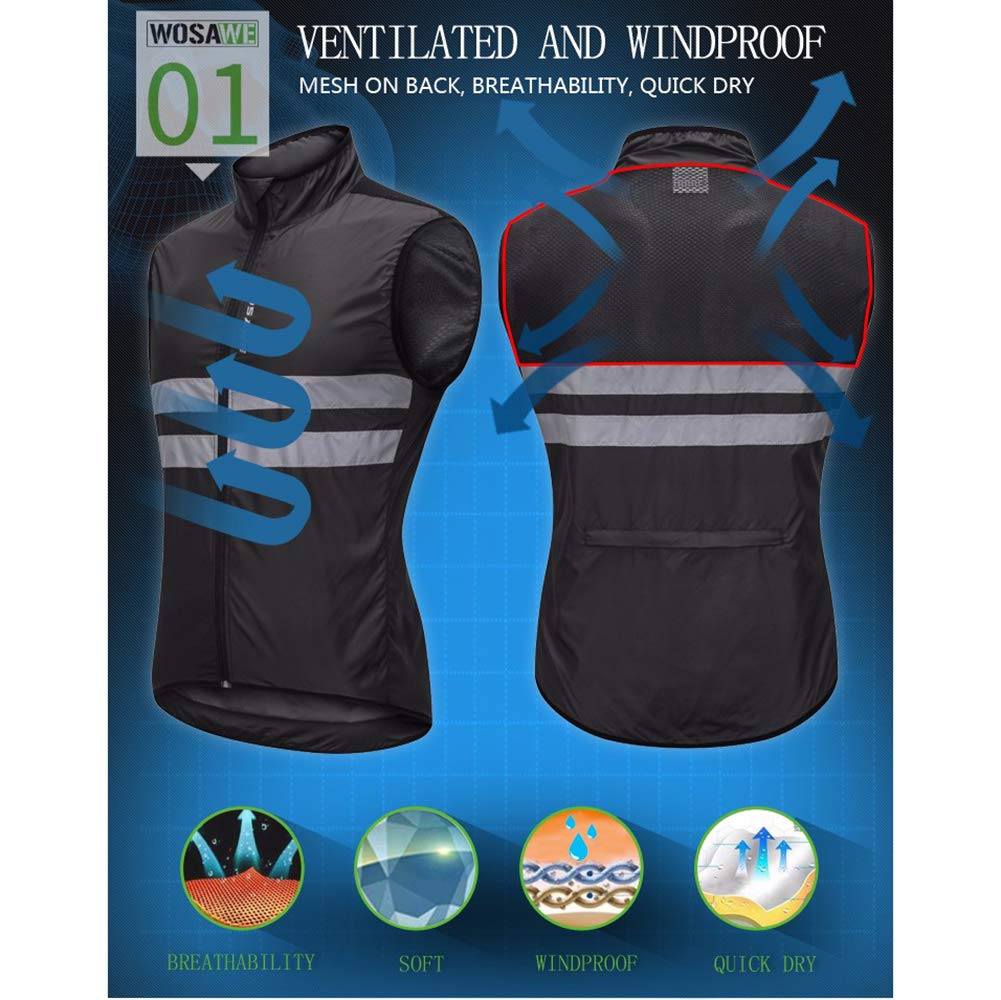 WOSAWE
01
VENTILATED AND WINDPROOF
MESH ON BACK, BREATHABILITY, QUICK DRY
BREATHABILITY
SOFT
WINDPROOF
QUICK DRY